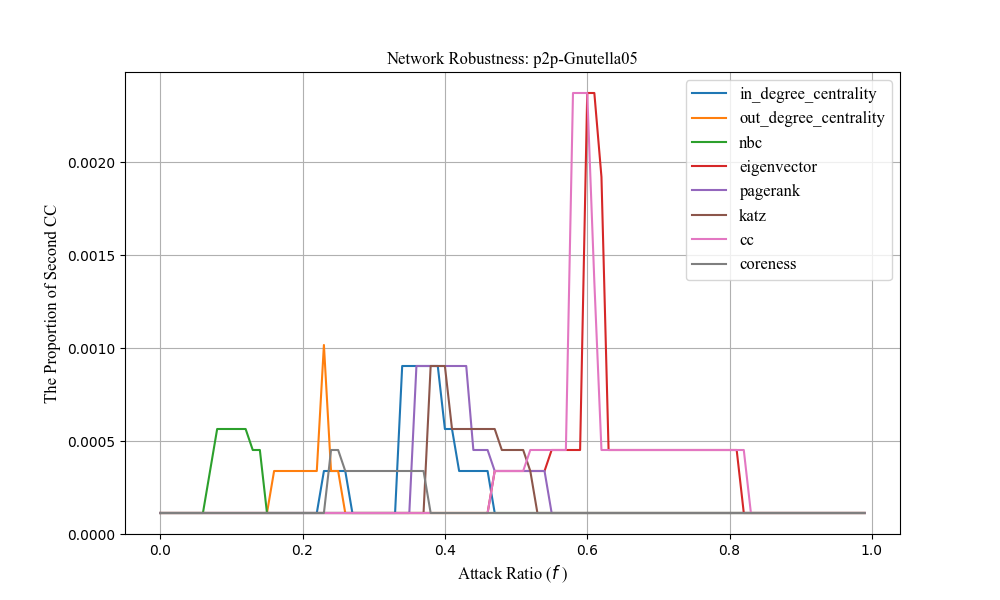 Network Robustness: p2p-Gnutella05
The Proportion of Second CC
0.0020
0.0015
0.0010
0.0005
0.0000
in_degree_centrality
out_degree_centrality
nbc
eigenvector
pagerank
katz
cc
coreness
0.0 0.2 0.4 0.6 0.8 1.0
Attack Ratio (f)